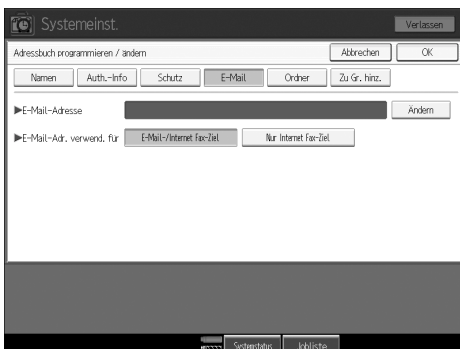 Systemeinst.
Verlassen
Adressbuch programmieren / ändern
Abbrechen
OK
Namen Auth.-Info Schutz E-Mail Ordner Zu Gr. hinz.
►E-Mail-Adresse
Ändern
►E-Mail-Adr. verwend. für E-Mail-/Internet Fax-Ziel Nur Internet Fax-Ziel
Systemstatus Jobliste